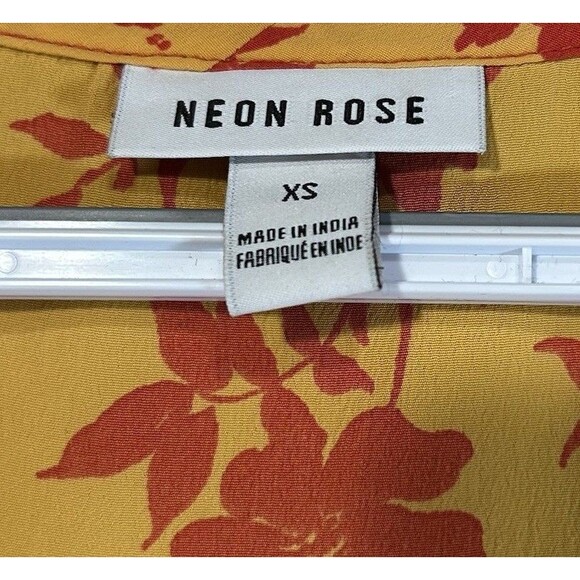 NEON ROSE
XS
MADE IN INDIA
FABRIQUÉ EN INDE